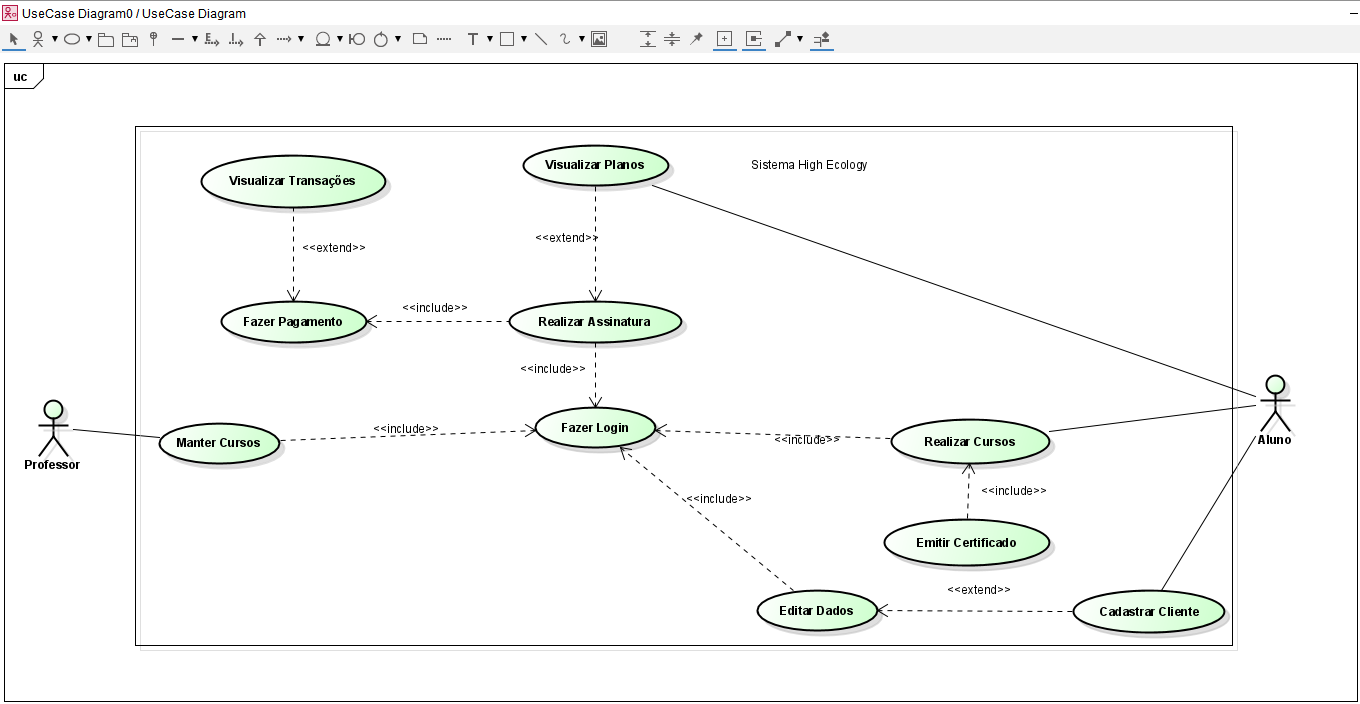 UseCase Diagram0 / UseCase Diagram
uc
Visualizar Planos
Sistema High Ecology
Visualizar Transações
<<extend>>
<<extend>>
<<include>>
Fazer Pagamento
Realizar Assinatura
<<include>>
Fazer Login
<<include>>
Manter Cursos
<<include>>
Realizar Cursos
Aluno
Professor
<<include>>
<<include>>
Emitir Certificado
<<extend>>
Editar Dados
Cadastrar Cliente